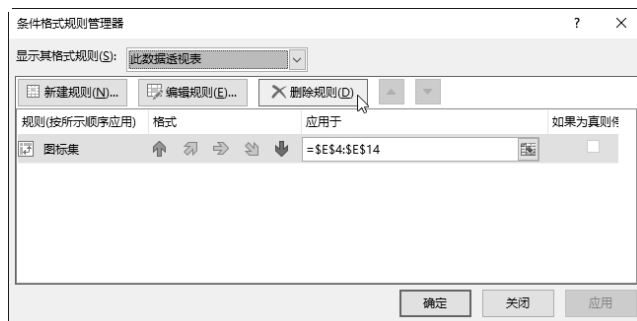 条件格式规则管理器
显示其格式规则(S): 此数据透视表
新建规则(N)... 编辑规则(E)... 删除规则(D)
规则(按所示顺序应用) 格式 应用于 如果为真则停
图标集 =$E$4:$E$14
确定 关闭 应用